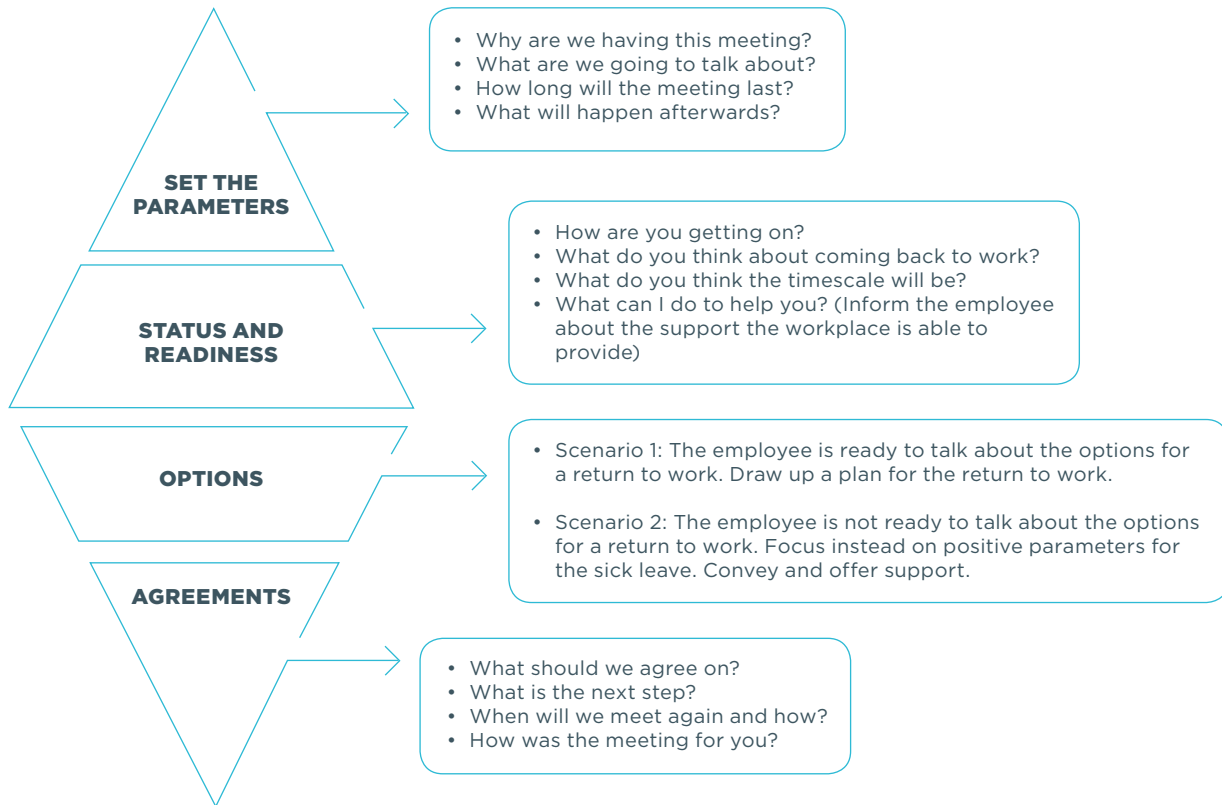 • Why are we having this meeting?
• What are we going to talk about?
• How long will the meeting last?
• What will happen afterwards?
SET THE
PARAMETERS
• How are you getting on?
• What do you think about coming back to work?
• What do you think the timescale will be?
• What can I do to help you? (Inform the employee
about the support the workplace is able to
provide)
STATUS AND
READINESS
• Scenario 1: The employee is ready to talk about the options for
a return to work. Draw up a plan for the return to work.
• Scenario 2: The employee is not ready to talk about the options
for a return to work. Focus instead on positive parameters for
the sick leave. Convey and offer support.
OPTIONS
AGREEMENTS
• What should we agree on?
• What is the next step?
• When will we meet again and how?
• How was the meeting for you?